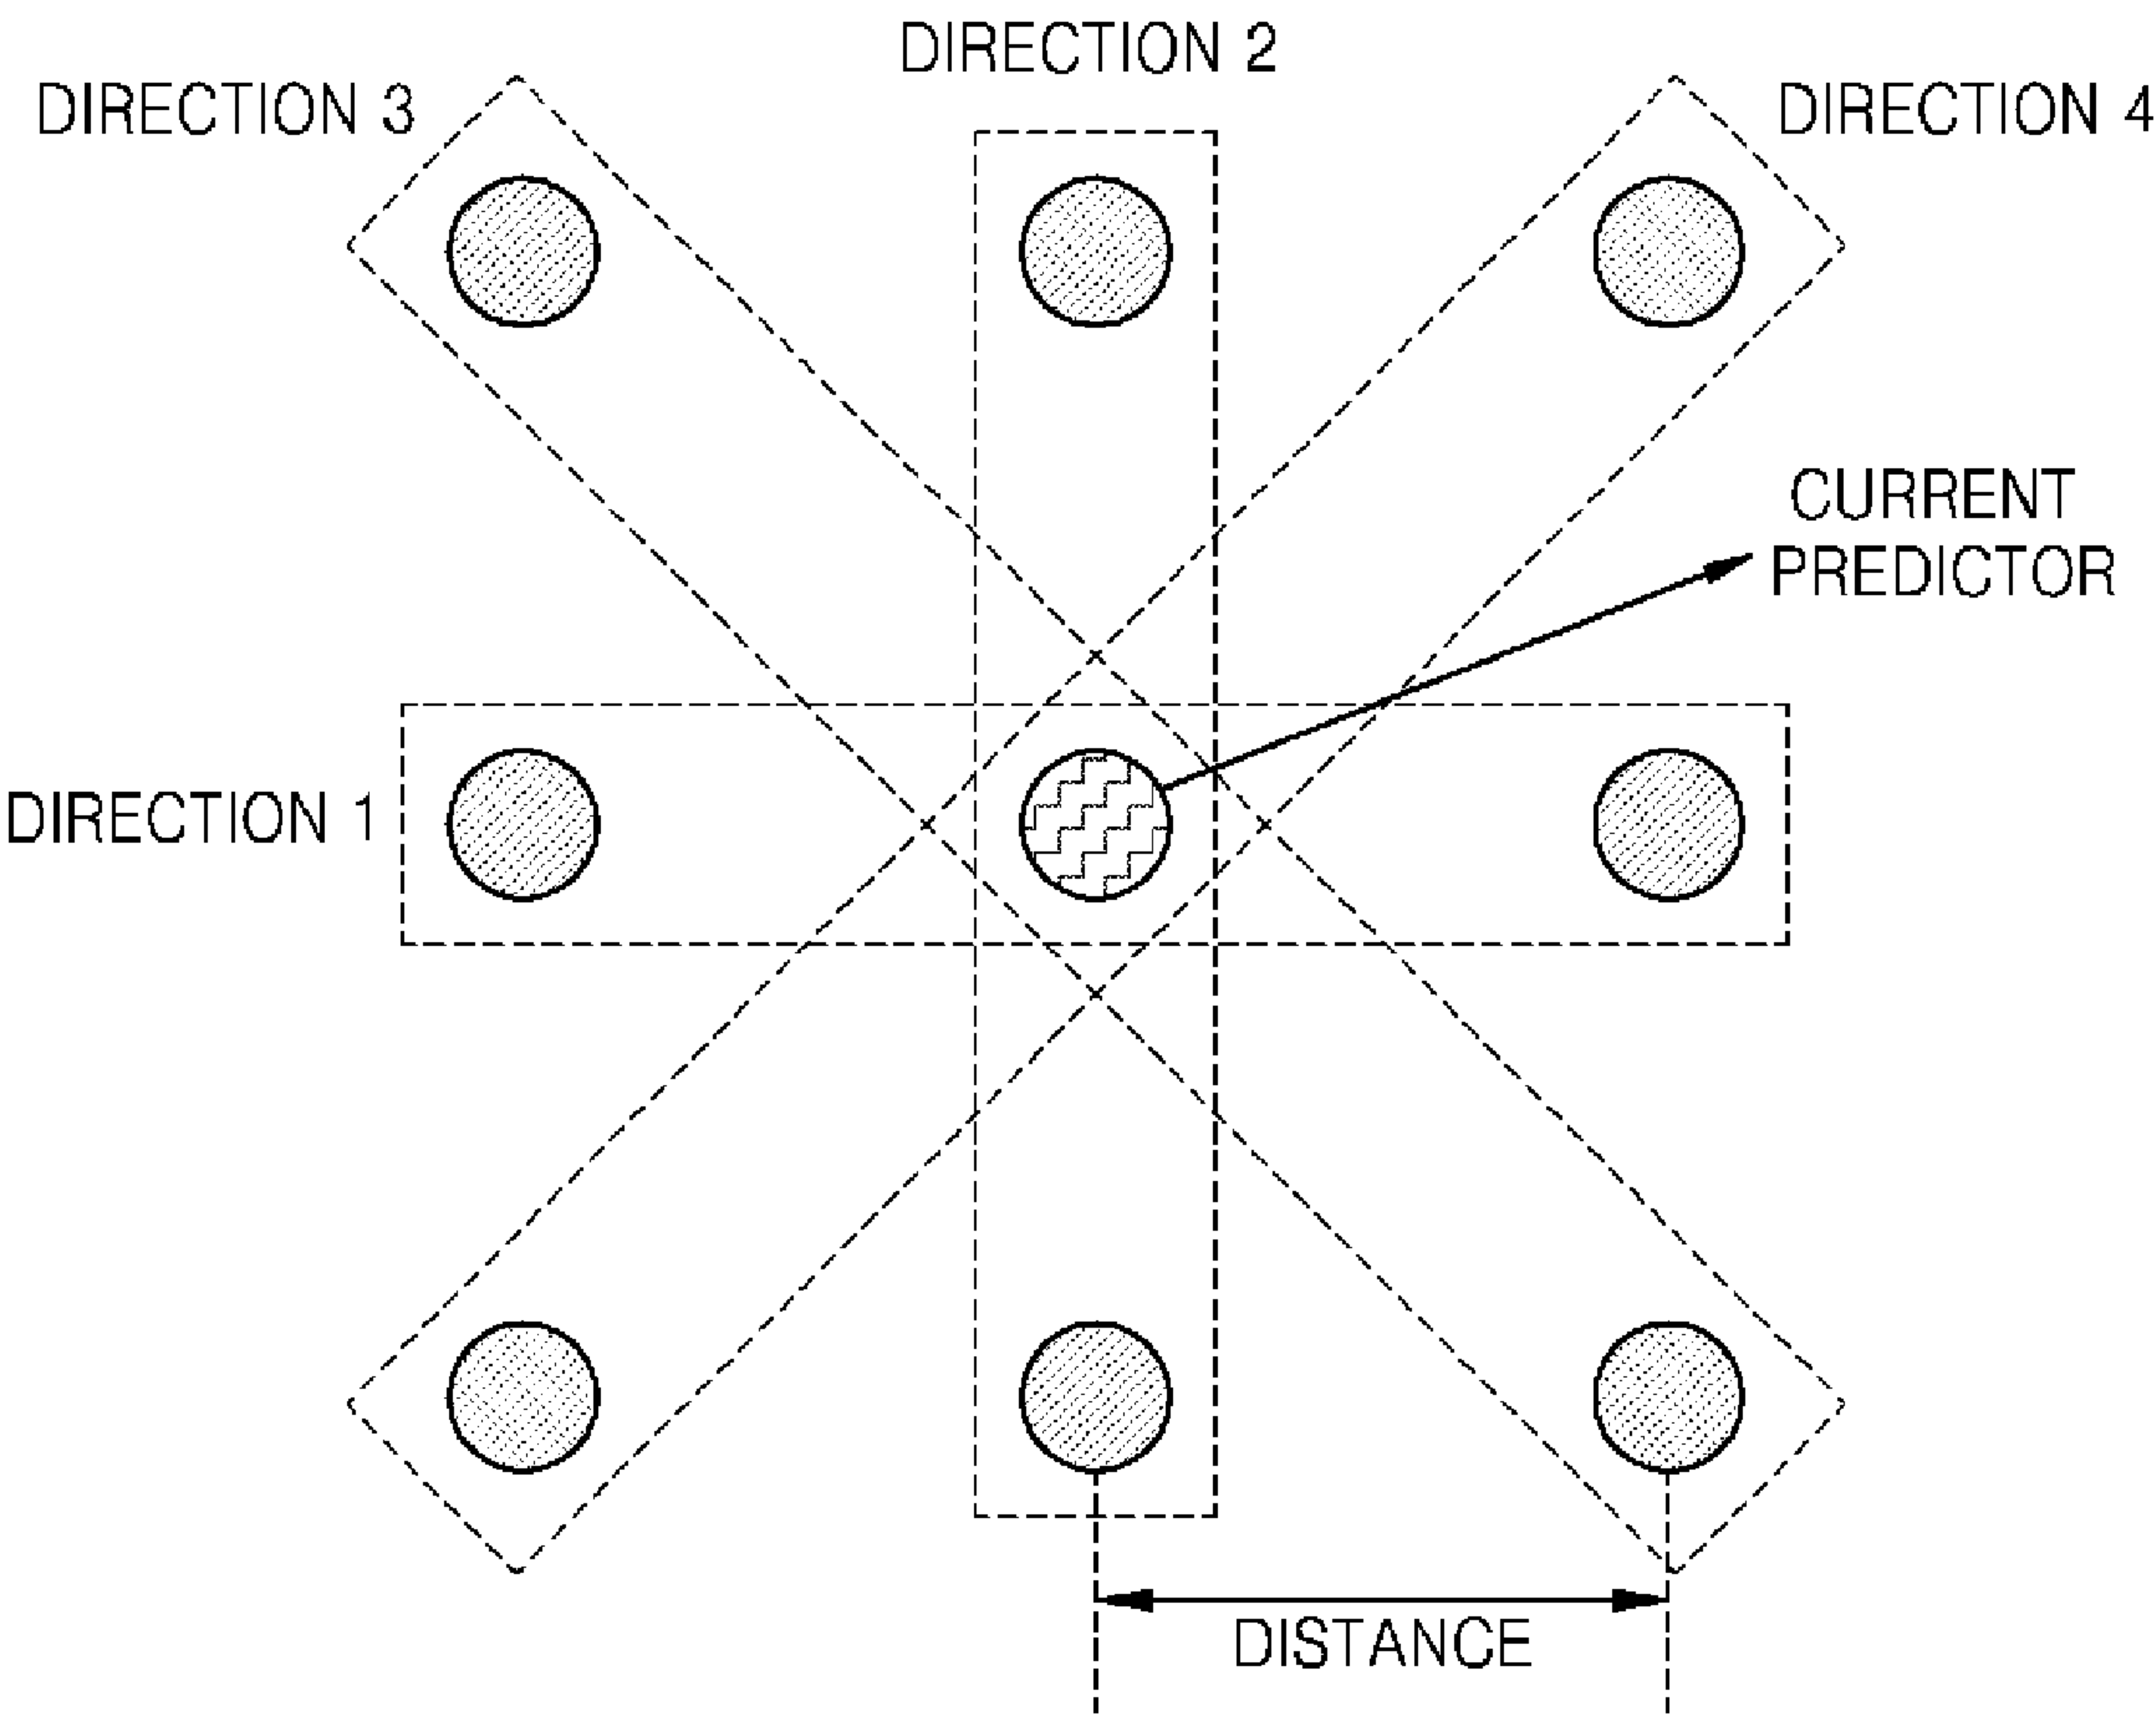 DIRECTION 2
DIRECTION 3
DIRECTION 4
CURRENT
PREDICTOR
DIRECTION 1
DISTANCE